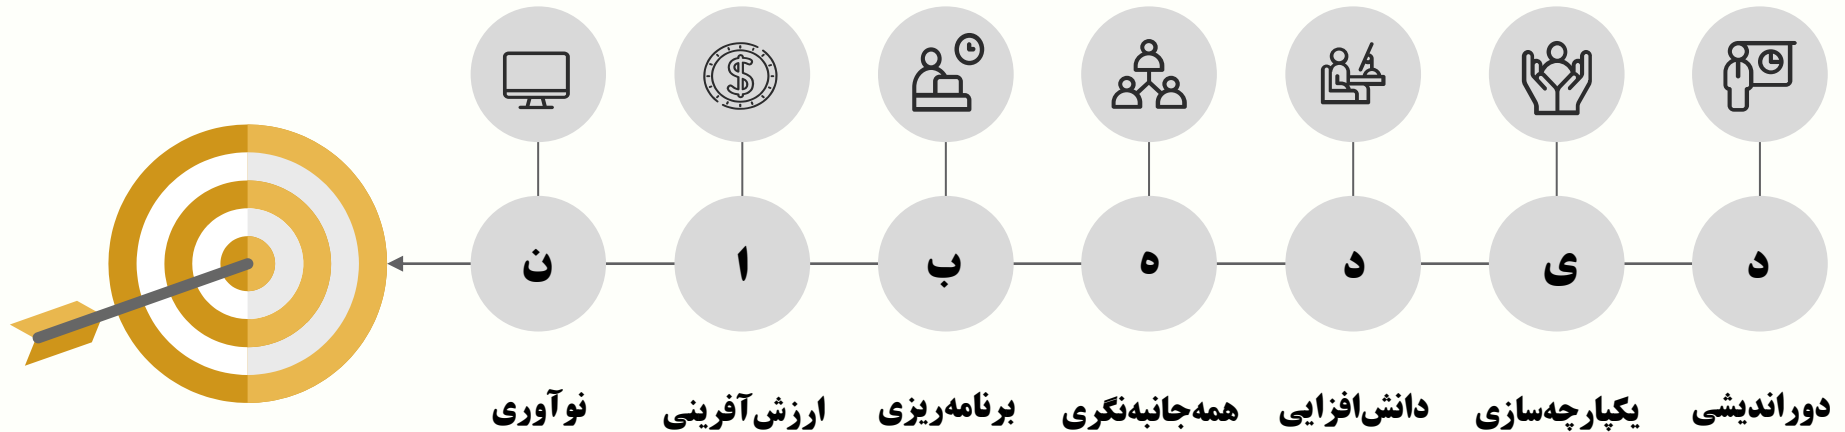 د ی د ه ب ا ن
دوراندیشی یکپارچه‌سازی دانش‌افزایی همه‌جانبه‌نگری برنامه‌ریزی ارزش‌آفرینی نوآوری